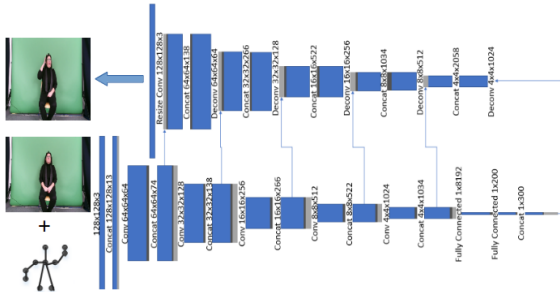 Resize Conv 128x128x3
Concat 64x64x138
Deconv 64x64x64
Concat 32x32x266
Deconv 32x32x128
Concat 16x16x522
Deconv 16x16x256
Concat 8x8x1034
Deconv 8x8x512
Concat 4x4x2058
Deconv 4x4x1024
+
128x128x3
Concat 128x128x13
Conv 64x64x64
Concat 64x64x74
Conv 32x32x128
Concat 32x32x138
Conv 16x16x256
Concat 16x16x266
Conv 8x8x512
Concat 8x8x522
Conv 4x4x1024
Concat 4x4x1034
Fully Connected 1x8192
Fully Connected 1x200
Concat 1x300